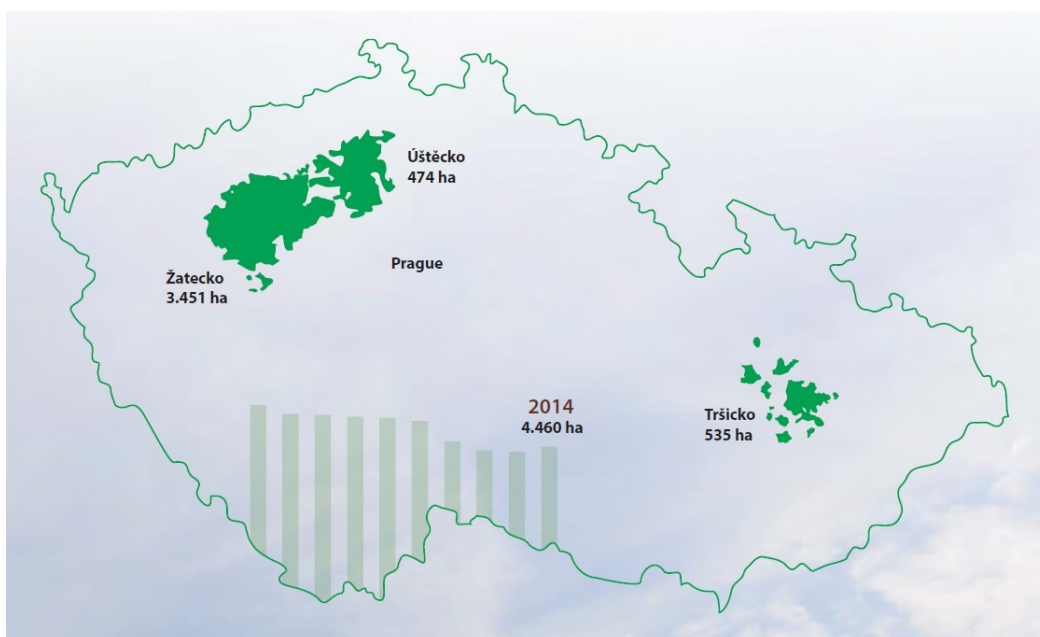 Úštěcko
474 ha
Prague
Žatecko
3.451 ha
2014
4.460 ha
Tršicko
535 ha